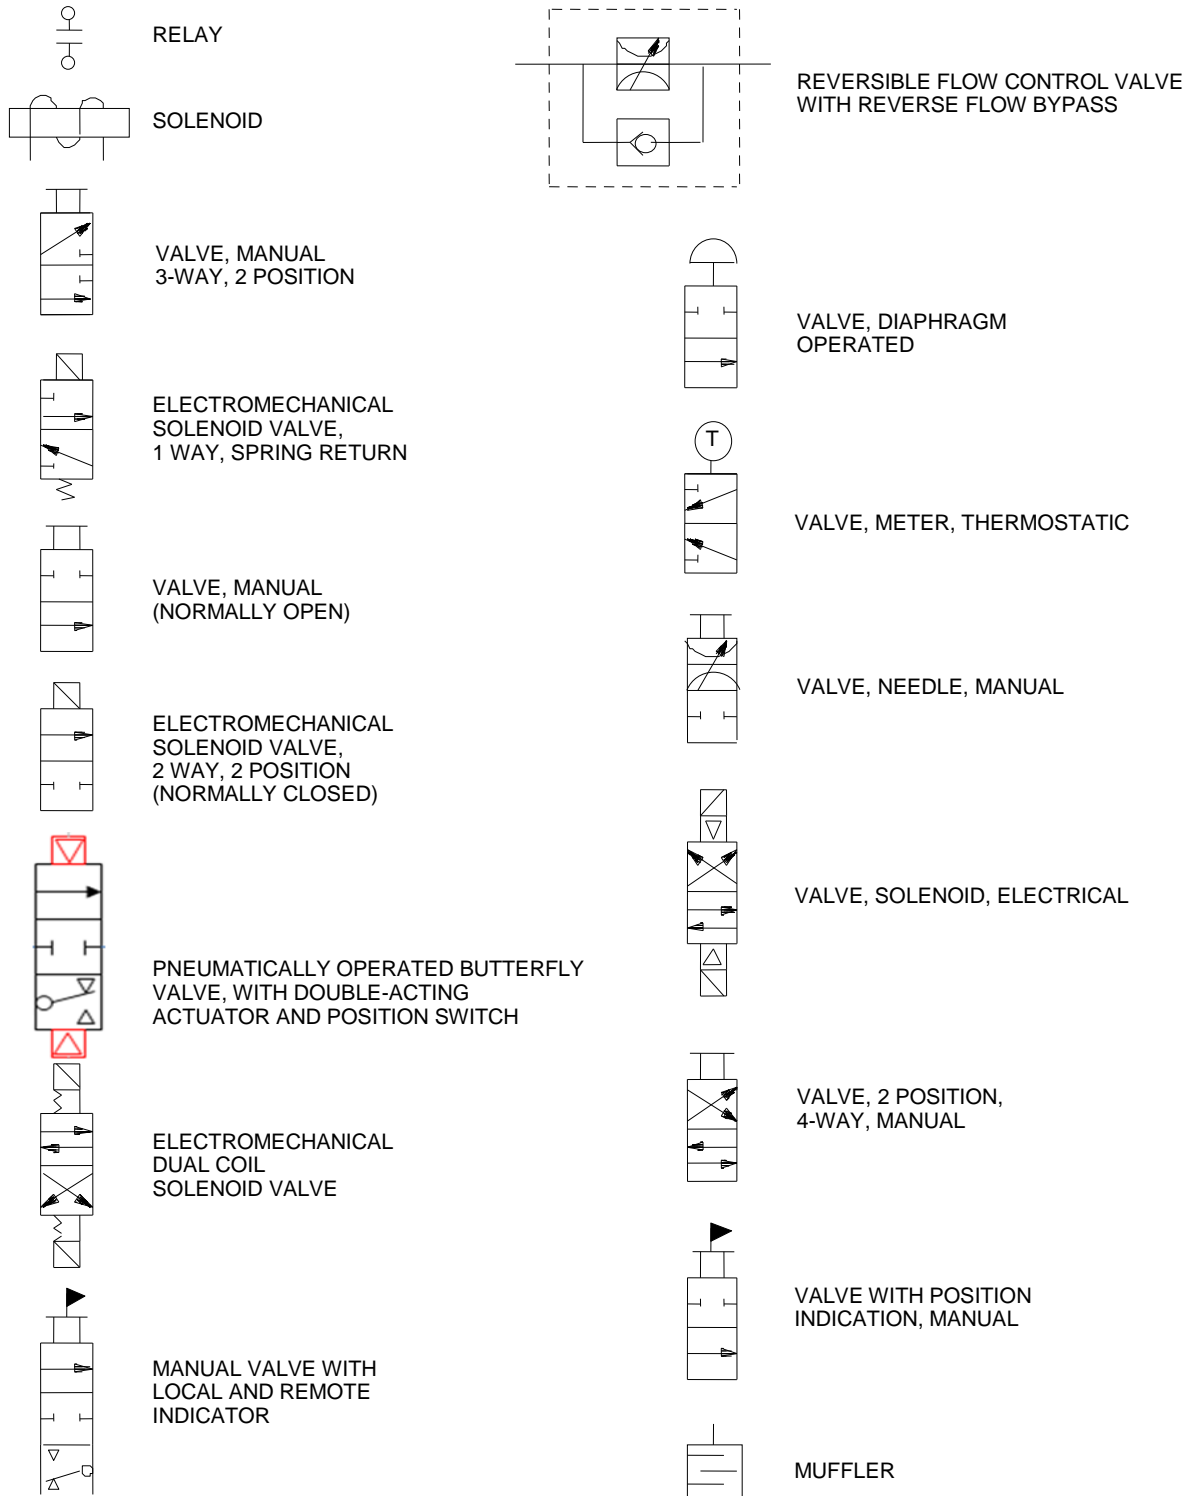 RELAY
SOLENOID
VALVE, MANUAL
3-WAY, 2 POSITION
ELECTROMECHANICAL
SOLENOID VALVE,
1 WAY, SPRING RETURN
VALVE, MANUAL
(NORMALLY OPEN)
ELECTROMECHANICAL
SOLENOID VALVE,
2 WAY, 2 POSITION
(NORMALLY CLOSED)
PNEUMATICALLY OPERATED BUTTERFLY
VALVE, WITH DOUBLE-ACTING
ACTUATOR AND POSITION SWITCH
ELECTROMECHANICAL
DUAL COIL
SOLENOID VALVE
MANUAL VALVE WITH
LOCAL AND REMOTE
INDICATOR
REVERSIBLE FLOW CONTROL VALVE
WITH REVERSE FLOW BYPASS
VALVE, DIAPHRAGM
OPERATED
T
VALVE, METER, THERMOSTATIC
VALVE, NEEDLE, MANUAL
VALVE, SOLENOID, ELECTRICAL
VALVE, 2 POSITION,
4-WAY, MANUAL
VALVE WITH POSITION
INDICATION, MANUAL
MUFFLER